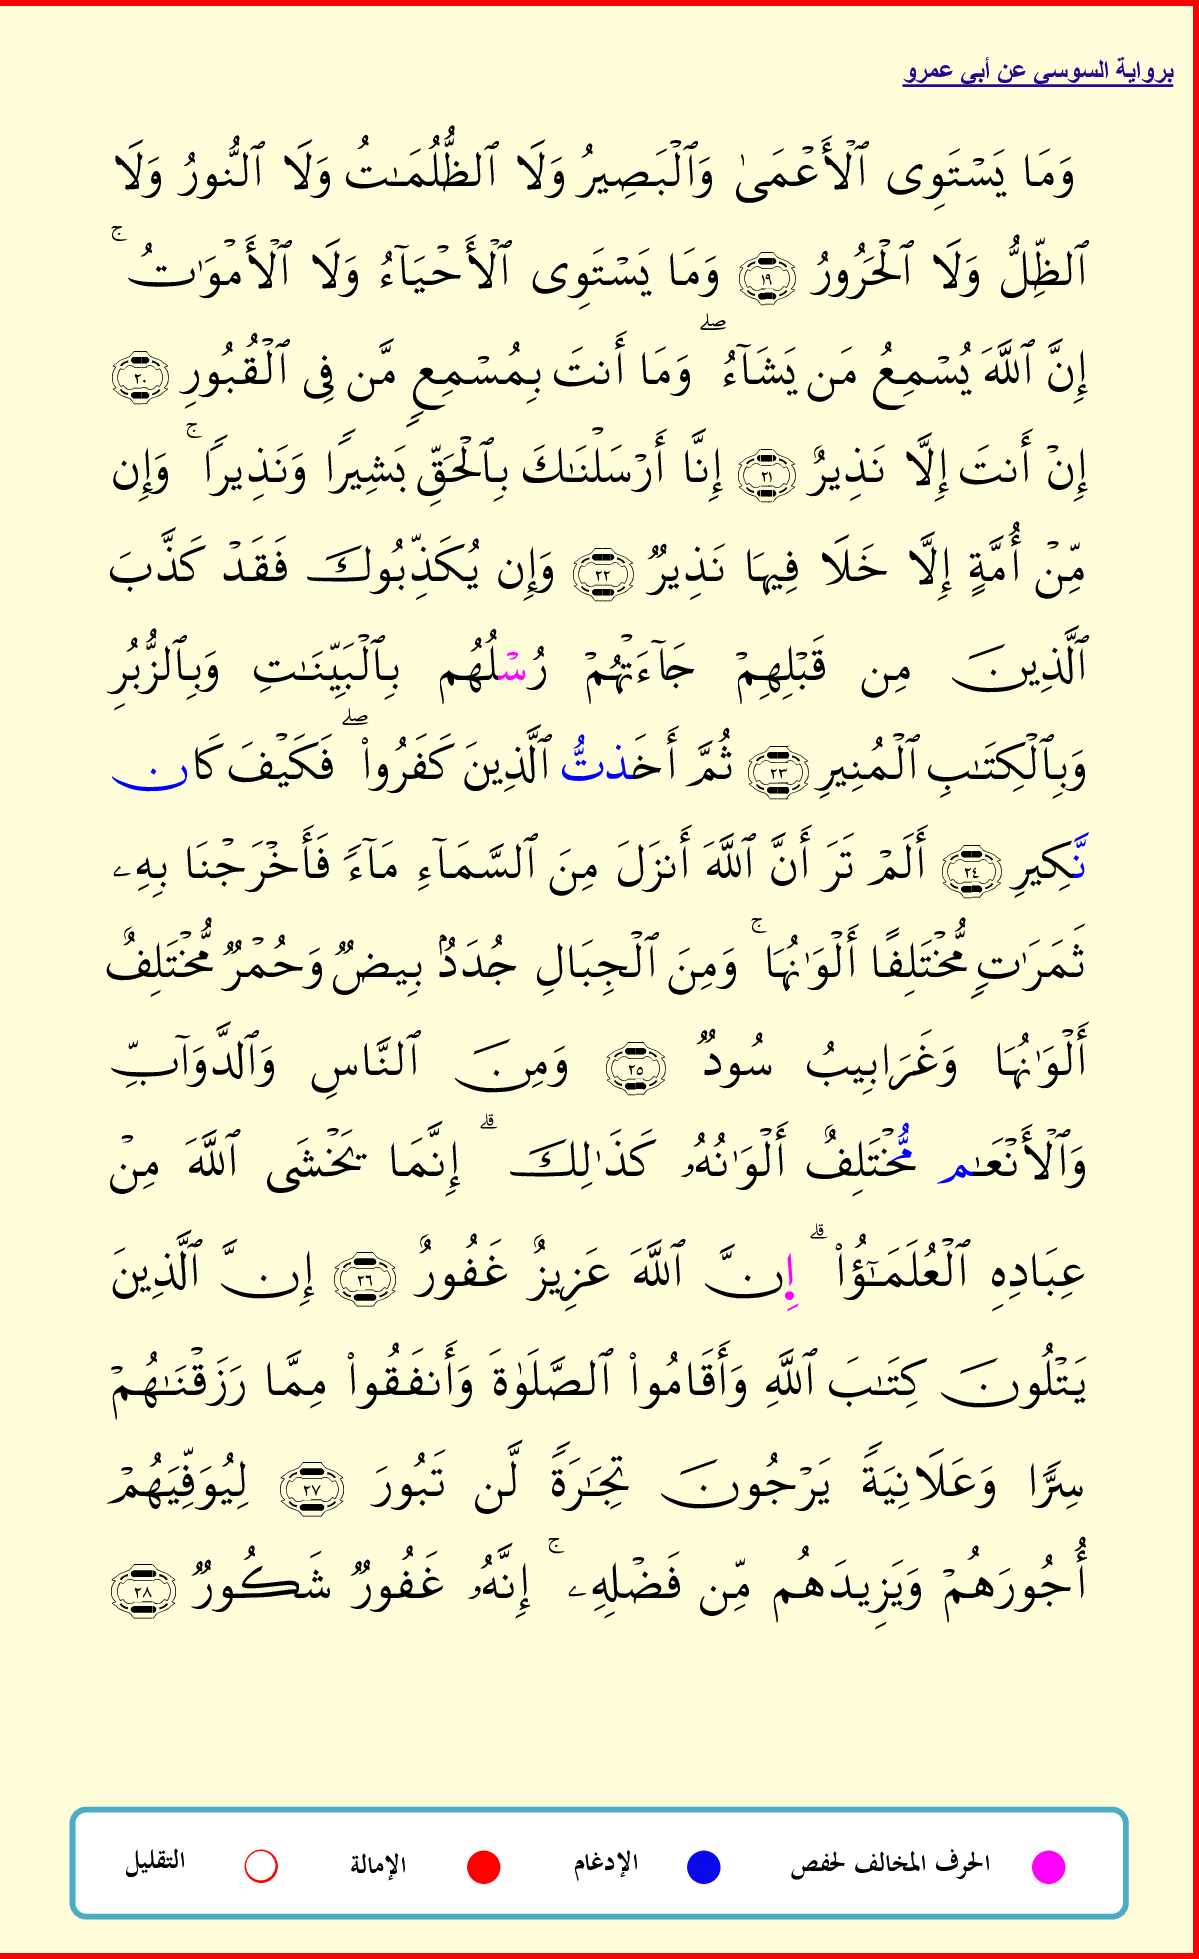 برواية السوسي عن أبي عمرو
وَمَا يَسْتَوِى ٱلْأَعْمَىٰ وَٱلْبَصِيرُ وَلَا ٱلظُّلُمَـٰتُ وَلَا ٱلنُّورُ وَلَا
ٱلظِّلُّ وَلَا ٱلْحَرُورُ ١٩ وَمَا يَسْتَوِى ٱلْأَحْيَآءُ وَلَا ٱلْأَمْوَٰتُ ۚ
إِنَّ ٱللَّهَ يُسْمِعُ مَن يَشَآءُ ۖ وَمَا أَنتَ بِمُسْمِعٍ مَّن فِى ٱلْقُبُورِ ٢٠
إِنْ أَنتَ إِلَّا نَذِيرٌ ٢١ إِنَّا أَرْسَلْنَـٰكَ بِٱلْحَقِّ بَشِيرًا وَنَذِيرًا ۚ وَإِن
مِّنْ أُمَّةٍ إِلَّا خَلَا فِيهَا نَذِيرٌ ٢٢ وَإِن يُكَذِّبُوكَ فَقَدْ كَذَّبَ
ٱلَّذِينَ مِن قَبْلِهِمْ جَآءَتْهُمْ رُسْلُهُم بِٱلْبَيِّنَـٰتِ وَبِٱلزُّبُرِ
وَبِٱلْكِتَـٰبِ ٱلْمُنِيرِ ٢٣ ثُمَّ أَخَذتُّ ٱلَّذِينَ كَفَرُوا۟ ۖ فَكَيْفَ كَان
نَّكِيرِ ٢٤ أَلَمْ تَرَ أَنَّ ٱللَّهَ أَنزَلَ مِنَ ٱلسَّمَآءِ مَآءً فَأَخْرَجْنَا بِهِۦ
ثَمَرَٰتٍ مُّخْتَلِفًا أَلْوَٰنُهَا ۚ وَمِنَ ٱلْجِبَالِ جُدَدٌۢ بِيضٌ وَحُمْرٌ مُّخْتَلِفٌ
أَلْوَٰنُهَا وَغَرَابِيبُ سُودٌ ٢٥ وَمِنَ ٱلنَّاسِ وَٱلدَّوَآبِّ
وَٱلْأَنْعَـٰم مُّخْتَلِفٌ أَلْوَٰنُهُۥ كَذَٰلِكَ ۗ إِنَّمَا يَخْشَى ٱللَّهَ مِنْ
عِبَادِهِ ٱلْعُلَمَـٰٓؤُا۟ ۗ إِنَّ ٱللَّهَ عَزِيزٌ غَفُورٌ ٢٦ إِنَّ ٱلَّذِينَ
يَتْلُونَ كِتَـٰبَ ٱللَّهِ وَأَقَامُوا۟ ٱلصَّلَوٰةَ وَأَنفَقُوا۟ مِمَّا رَزَقْنَـٰهُمْ
سِرًّا وَعَلَانِيَةً يَرْجُونَ تِجَـٰرَةً لَّن تَبُورَ ٢٧ لِيُوَفِّيَهُمْ
أُجُورَهُمْ وَيَزِيدَهُم مِّن فَضْلِهِۦ ۚ إِنَّهُۥ غَفُورٌ شَكُورٌ ٢٨
الحرف المخالف لحفص الإدغام الإمالة التقليل